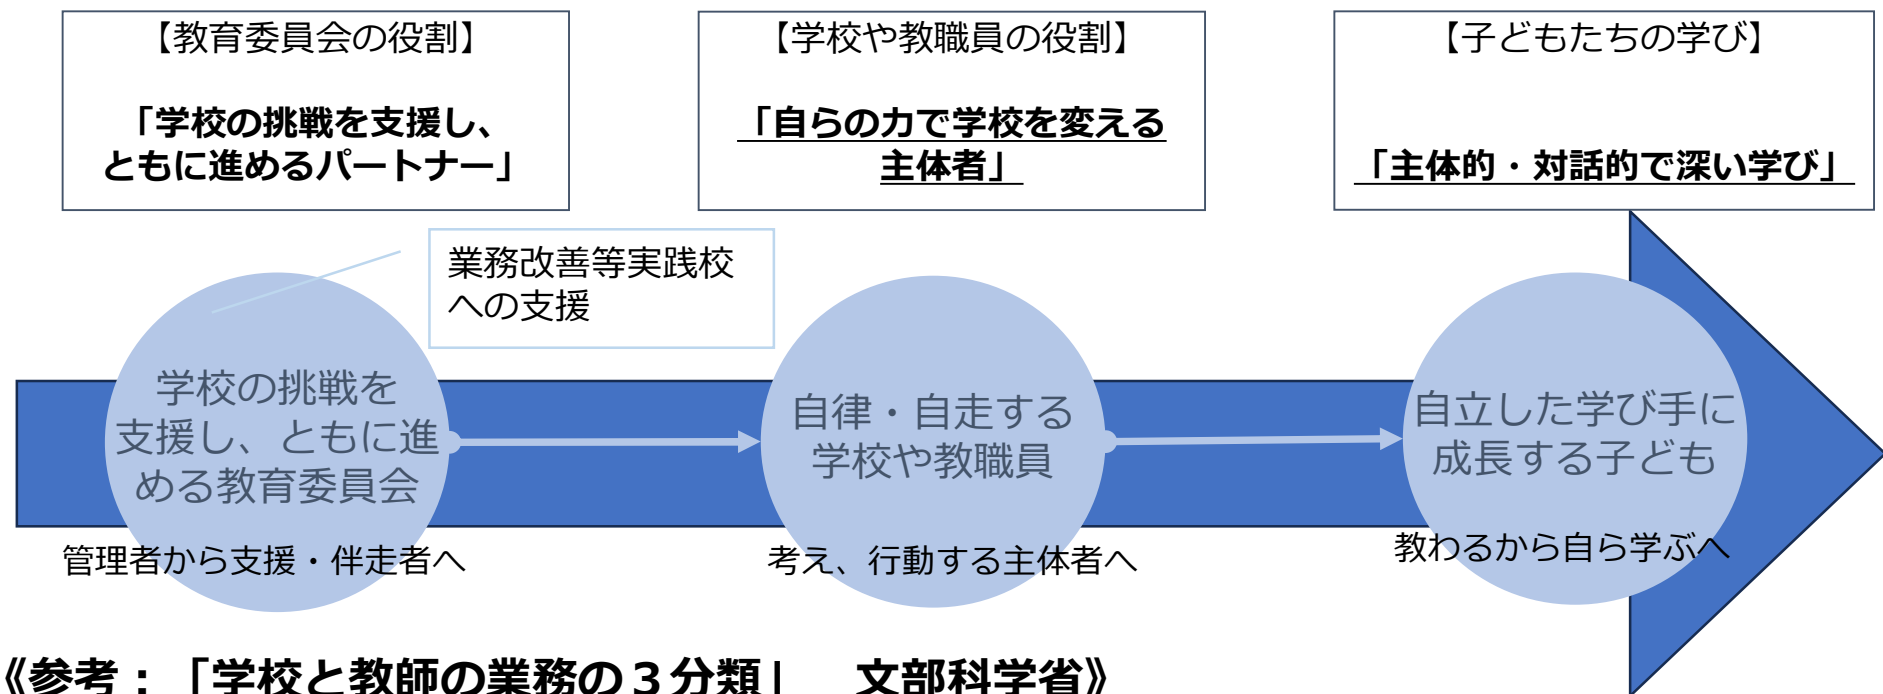 【教育委員会の役割】
「学校の挑戦を支援し、
ともに進めるパートナー」
【学校や教職員の役割】
「自らの力で学校を変える
主体者」
【子どもたちの学び】
「主体的・対話的で深い学び」
業務改善等実践校
への支援
学校の挑戦を
支援し、ともに進
める教育委員会
自律・自走する
学校や教職員
自立した学び手に
成長する子ども
管理者から支援・伴走者へ
考え、行動する主体者へ
教わるから自ら学ぶへ
《参考：「学校と教師の業務の３分類」　文部科学省》